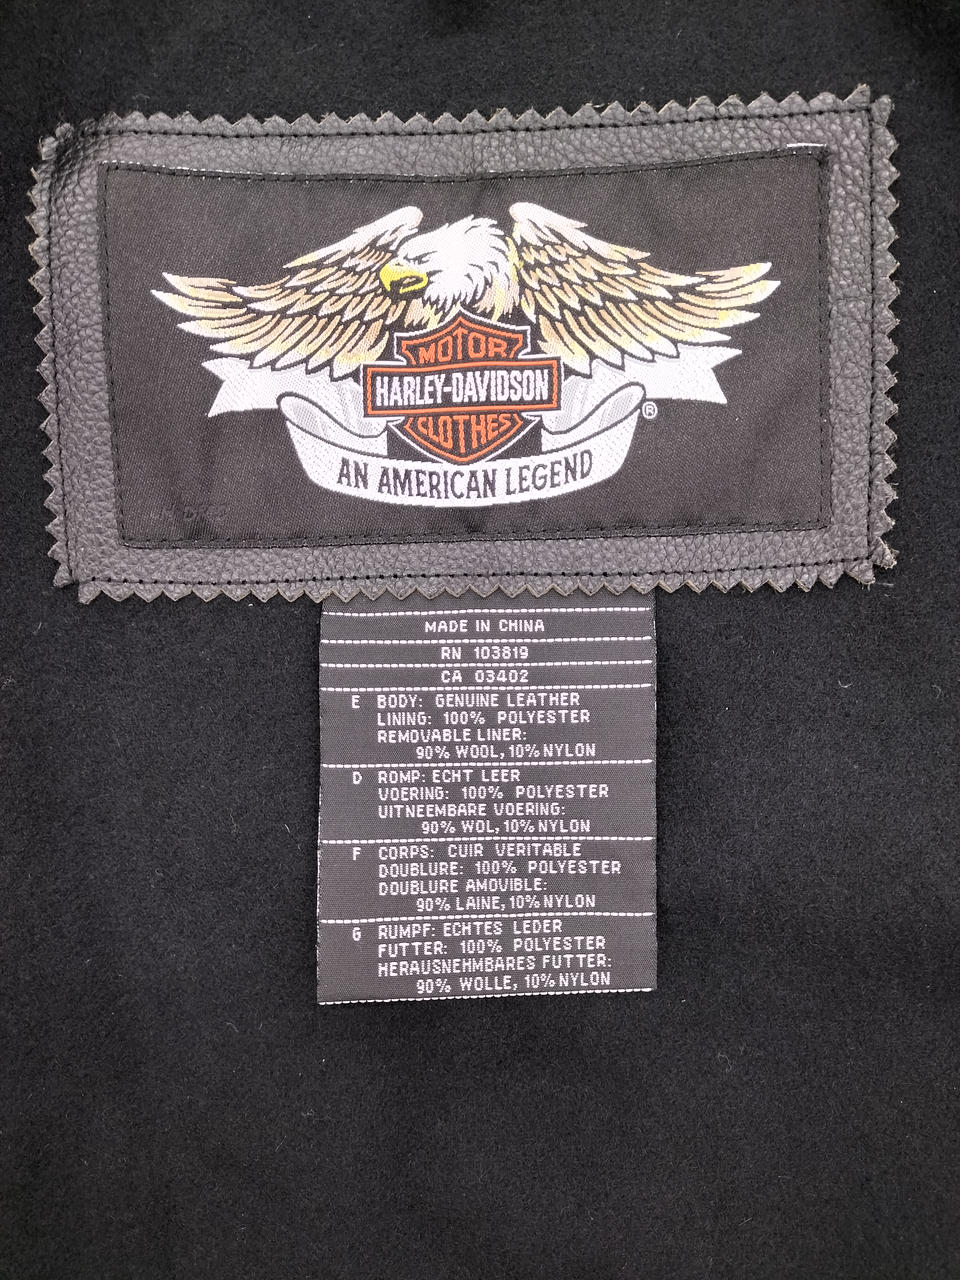 MOTOR
HARLEY-DAVIDSON
CLOTHES
®
AN AMERICAN LEGEND
MADE IN CHINA
RN 103819
CA 03402
E BODY: GENUINE LEATHER
LINING: 100% POLYESTER
REMOVABLE LINER:
90% WOOL, 10% NYLON
D ROMP: ECHT LEER
VOERING: 100% POLYESTER
UITNEEMBARE VOERING:
90% WOL, 10% NYLON
F CORPS: CUIR VERITABLE
DOUBLURE: 100% POLYESTER
DOUBLURE AMOVIBLE:
90% LAINE, 10% NYLON
G RUMPF: ECHTES LEDER
FUTTER: 100% POLYESTER
HERAUSNEHMBARES FUTTER:
90% WOLLE, 10% NYLON